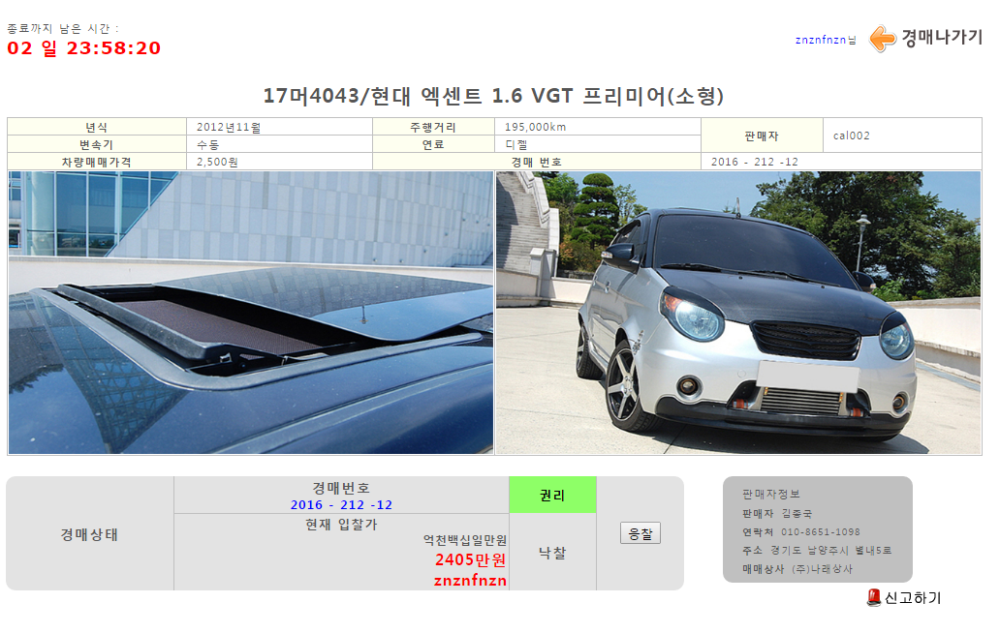 종료까지 남은 시간 :
02 일 23:58:20
znznfnzn님
경매나가기
17머4043/현대 엑센트 1.6 VGT 프리미어(소형)
년식 2012년11월 주행거리 195,000km 판매자 cal002
변속기 수동 연료 디젤
차량매매가격 2,500원 경매 번호 2016 - 212 -12
경매상태
경매번호
2016 - 212 -12
권리
현재 입찰가
억천백십일만원
2405만원
znznfnzn
낙찰
응찰
판매자정보
판매자 김종국
연락처 010-8651-1098
주소 경기도 남양주시 별내5로
매매상사 (주)나래상사
신고하기